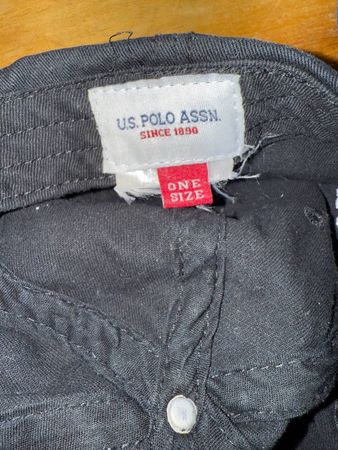 U.S. POLO ASSN.
SINCE 1890
ONE
SIZE